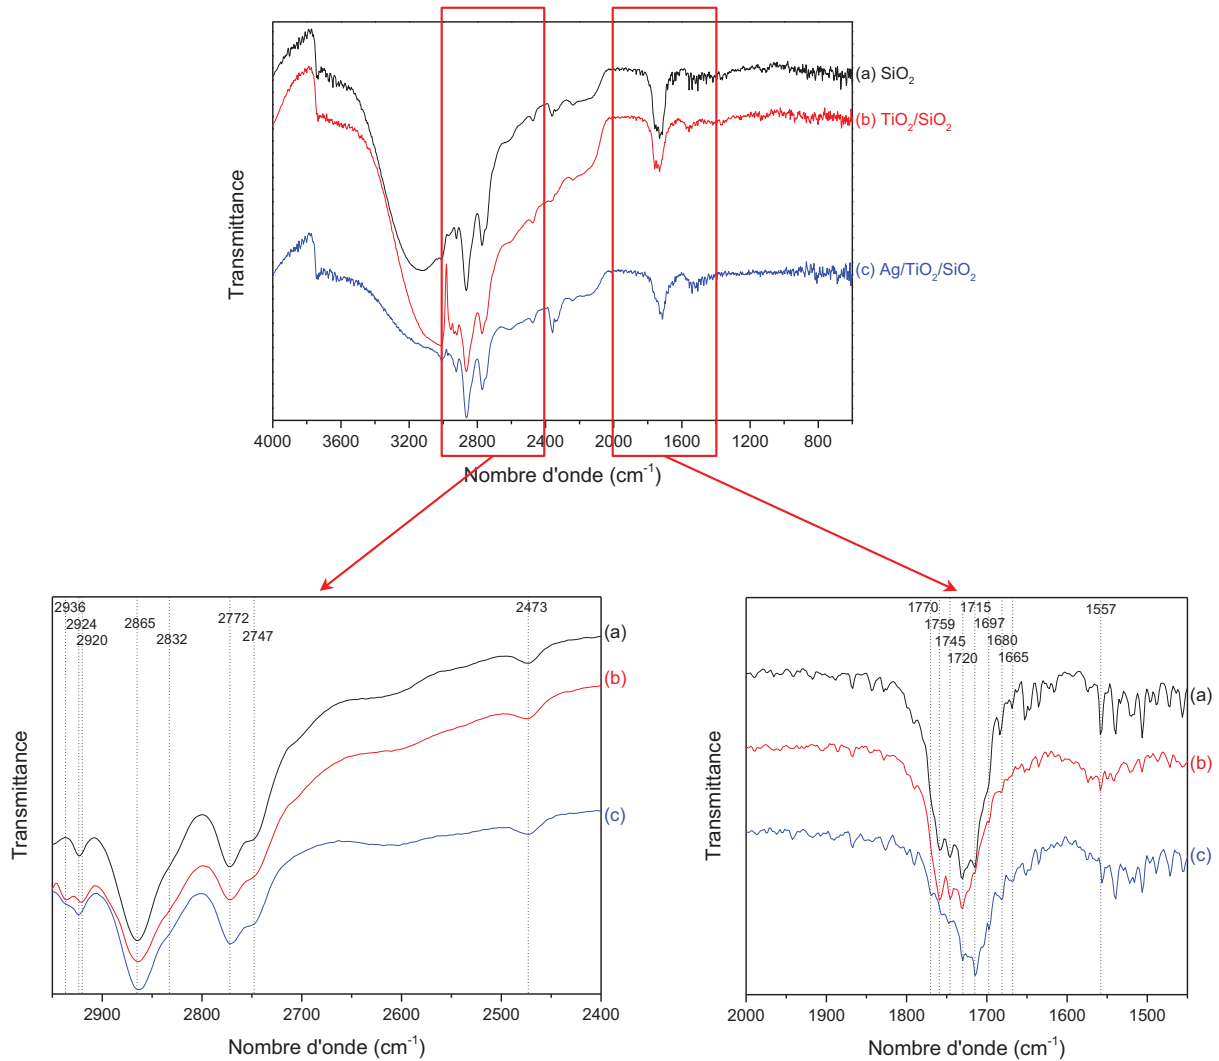 Transmittance
(a) SiO₂
(b) TiO₂/SiO₂
(c) Ag/TiO₂/SiO₂
4000 3600 3200 2800 2400 2000 1600 1200 800
Nombre d'onde (cm⁻¹)
Transmittance
2936 2865 2772 2473
2924
2920 2832 2747
(a)
(b)
(c)
2900 2800 2700 2600 2500 2400
Nombre d'onde (cm⁻¹)
Transmittance
1770 1715 1557
1759 1697
1745 1680
1720 1665
(a)
(b)
(c)
2000 1900 1800 1700 1600 1500
Nombre d'onde (cm⁻¹)